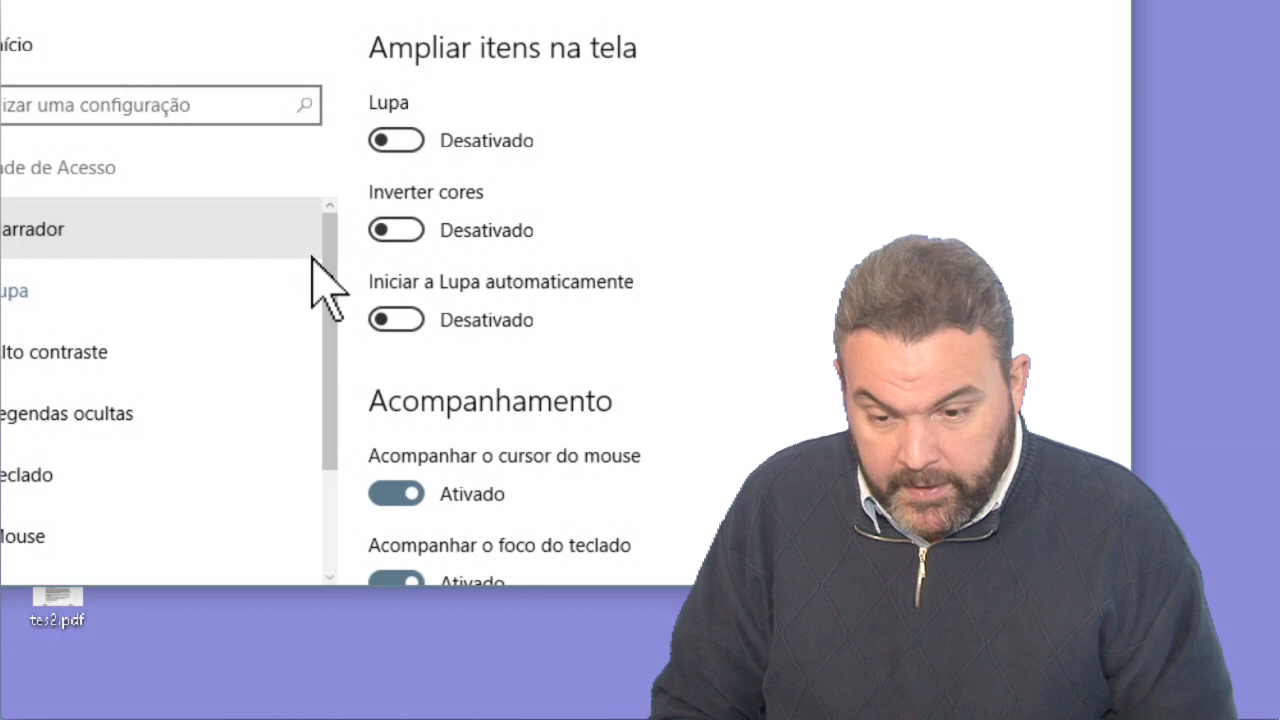 nício
izar uma configuração
ade de Acesso
arrador
upa
lto contraste
egendas ocultas
eclado
Mouse
Ampliar itens na tela
Lupa
Desativado
Inverter cores
Desativado
Iniciar a Lupa automaticamente
Desativado
Acompanhamento
Acompanhar o cursor do mouse
Ativado
Acompanhar o foco do teclado
Ativado
tes2.pdf